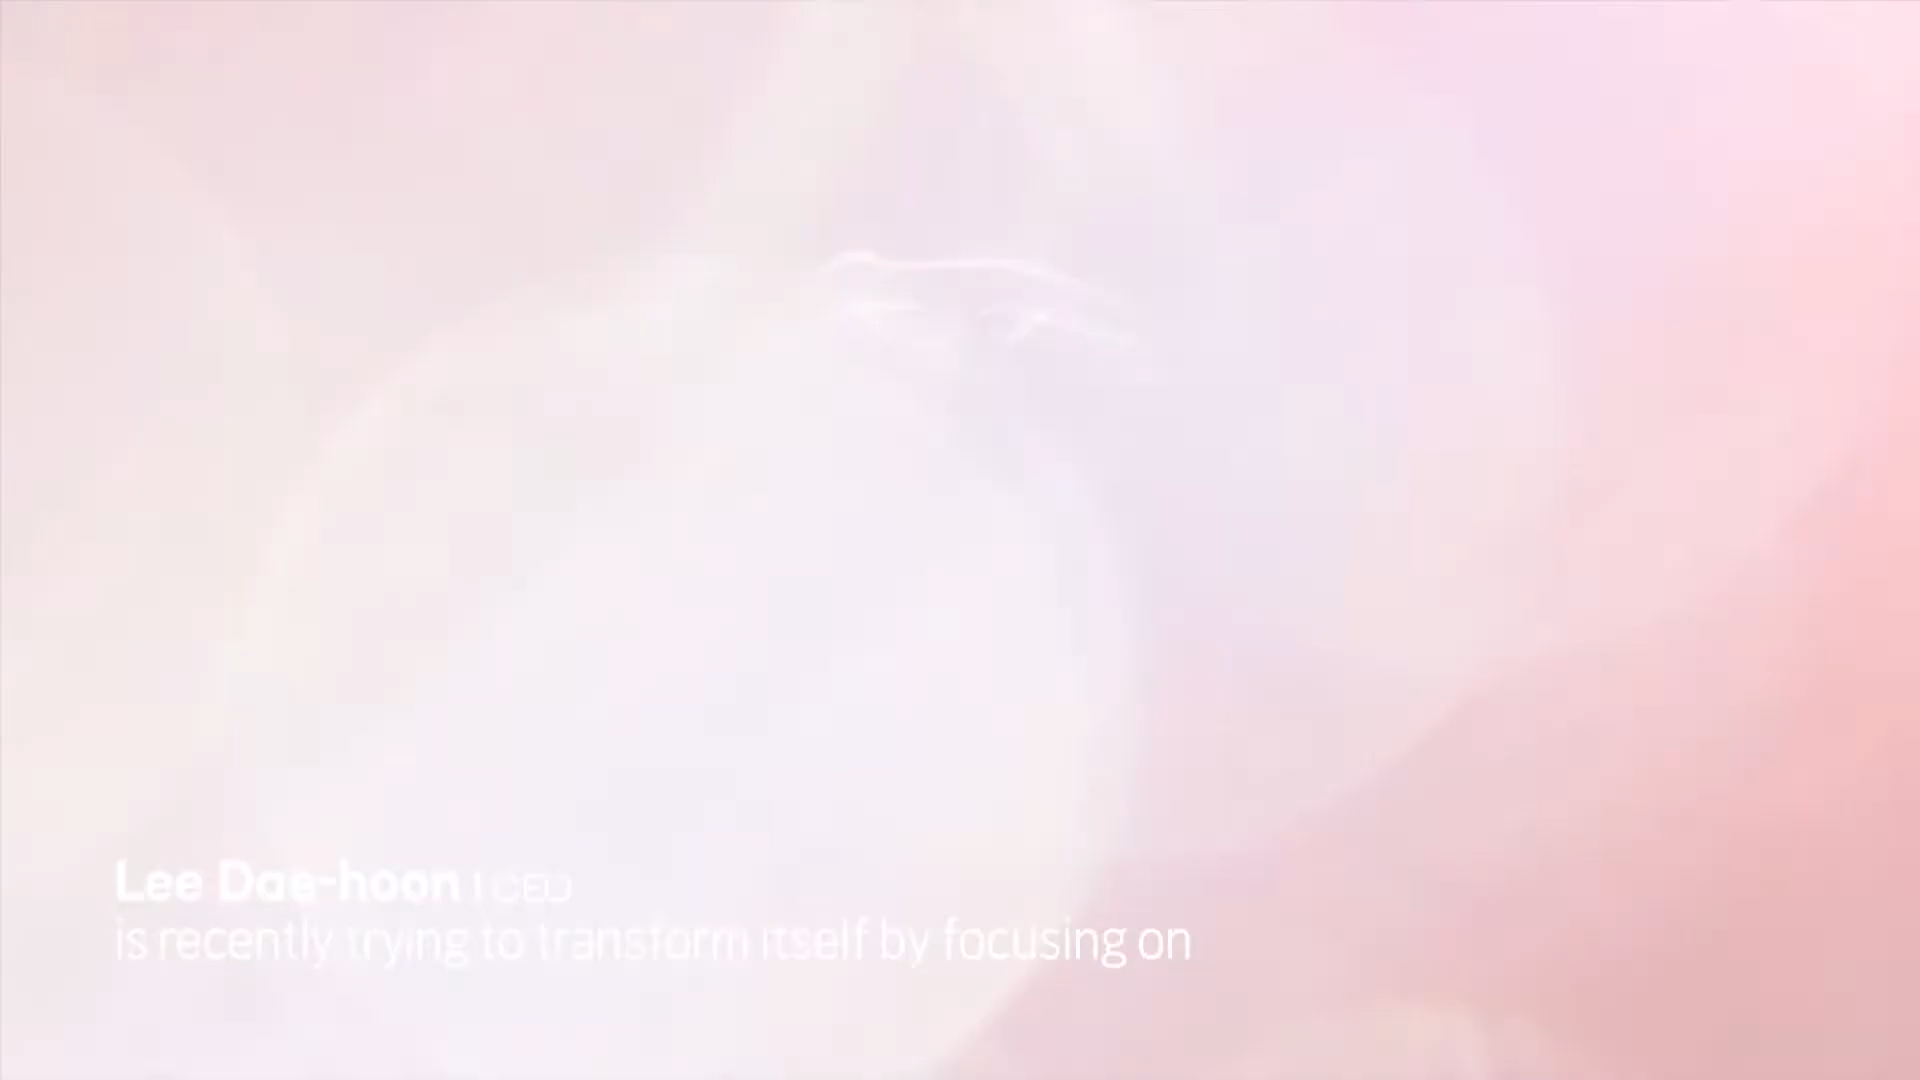 Lee Dae-hoon | CEO
is recently trying to transform itself by focusing on